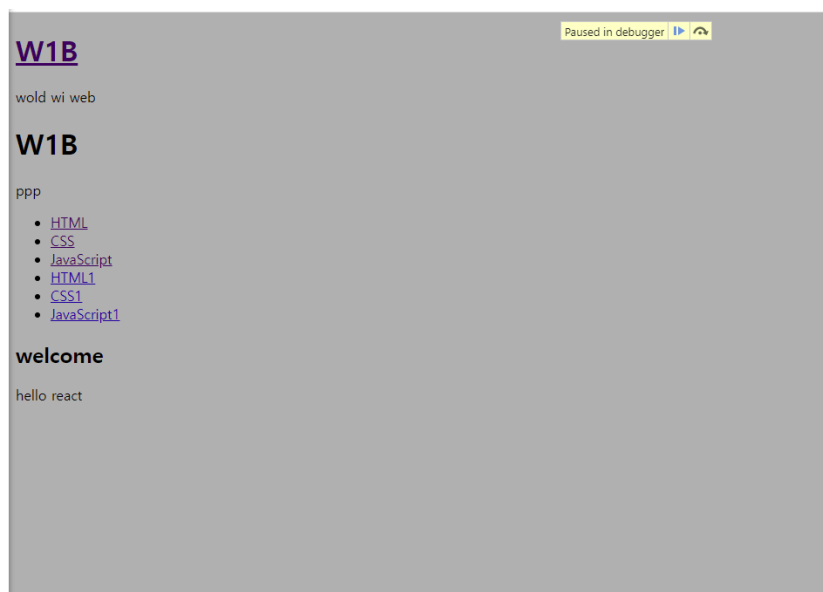 Paused in debugger
W1B
wold wi web
W1B
ppp
HTML
CSS
JavaScript
HTML1
CSS1
JavaScript1
welcome
hello react